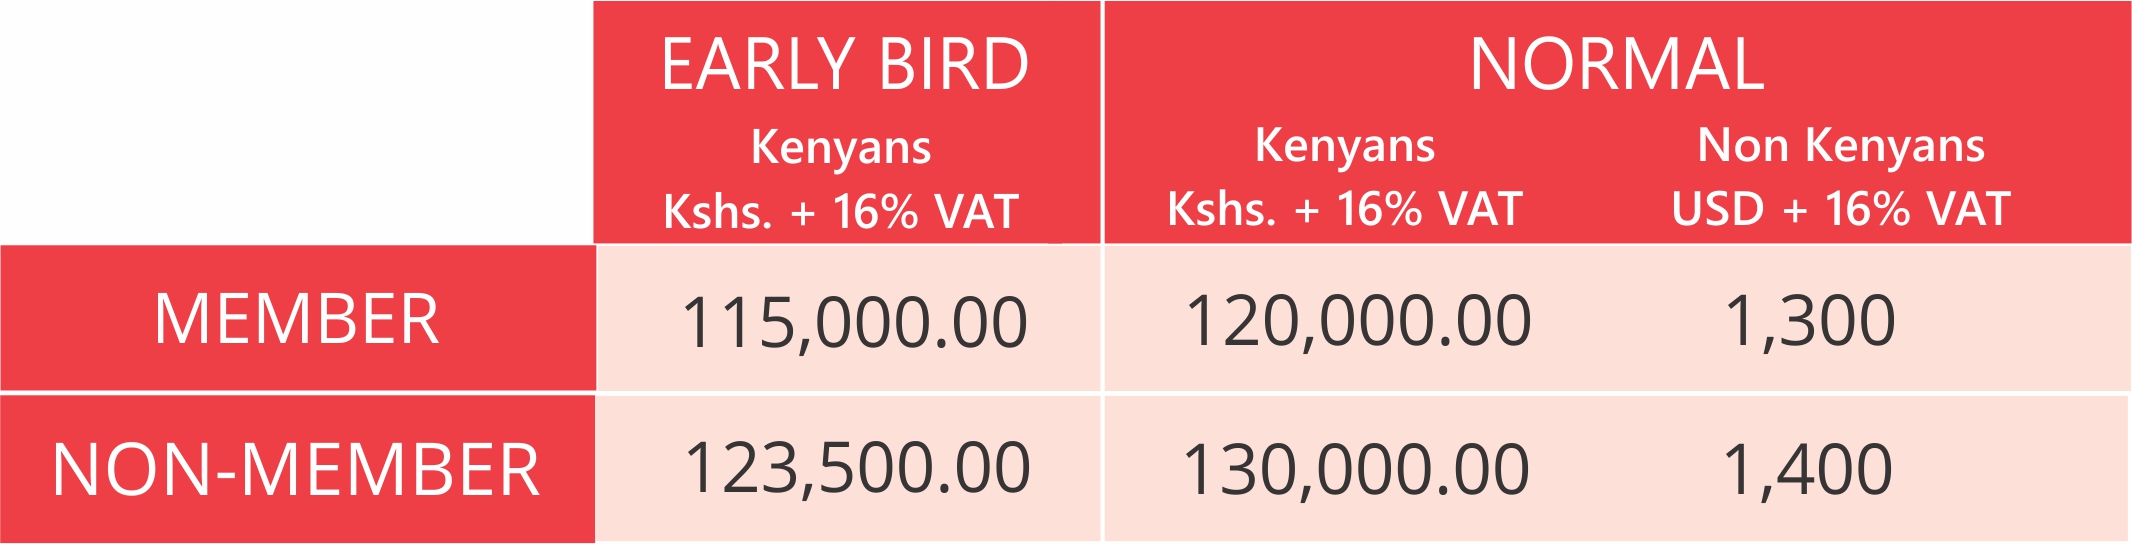 EARLY BIRD NORMAL
Kenyans Kenyans Non Kenyans
Kshs. + 16% VAT Kshs. + 16% VAT USD + 16% VAT
MEMBER 115,000.00 120,000.00 1,300
NON-MEMBER 123,500.00 130,000.00 1,400